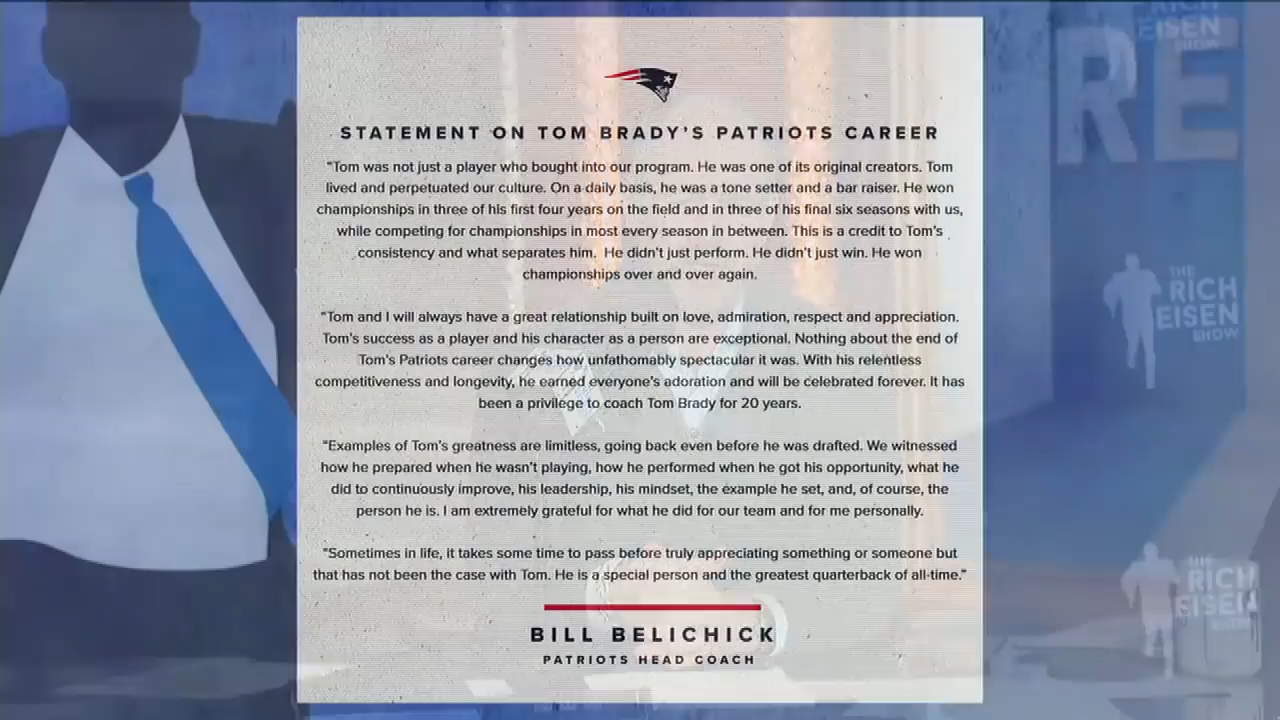 STATEMENT ON TOM BRADY'S PATRIOTS CAREER
"Tom was not just a player who bought into our program. He was one of its original creators. Tom
lived and perpetuated our culture. On a daily basis, he was a tone setter and a bar raiser. He won
championships in three of his first four years on the field and in three of his final six seasons with us,
while competing for championships in most every season in between. This is a credit to Tom's
consistency and what separates him. He didn't just perform. He didn't just win. He won
championships over and over again.
"Tom and I will always have a great relationship built on love, admiration, respect and appreciation.
Tom's success as a player and his character as a person are exceptional. Nothing about the end of
Tom's Patriots career changes how unfathomably spectacular it was. With his relentless
competitiveness and longevity, he earned everyone's adoration and will be celebrated forever. It has
been a privilege to coach Tom Brady for 20 years.
"Examples of Tom's greatness are limitless, going back even before he was drafted. We witnessed
how he prepared when he wasn't playing, how he performed when he got his opportunity, what he
did to continuously improve, his leadership, his mindset, the example he set, and, of course, the
person he is. I am extremely grateful for what he did for our team and for me personally.
"Sometimes in life, it takes some time to pass before truly appreciating something or someone but
that has not been the case with Tom. He is a special person and the greatest quarterback of all-time."
BILL BELICHICK
PATRIOTS HEAD COACH
THE
RICH
EISEN
SHOW
RE
THE
RICH
EISEN
SHOW
THE
RICH
EISEN
SHOW